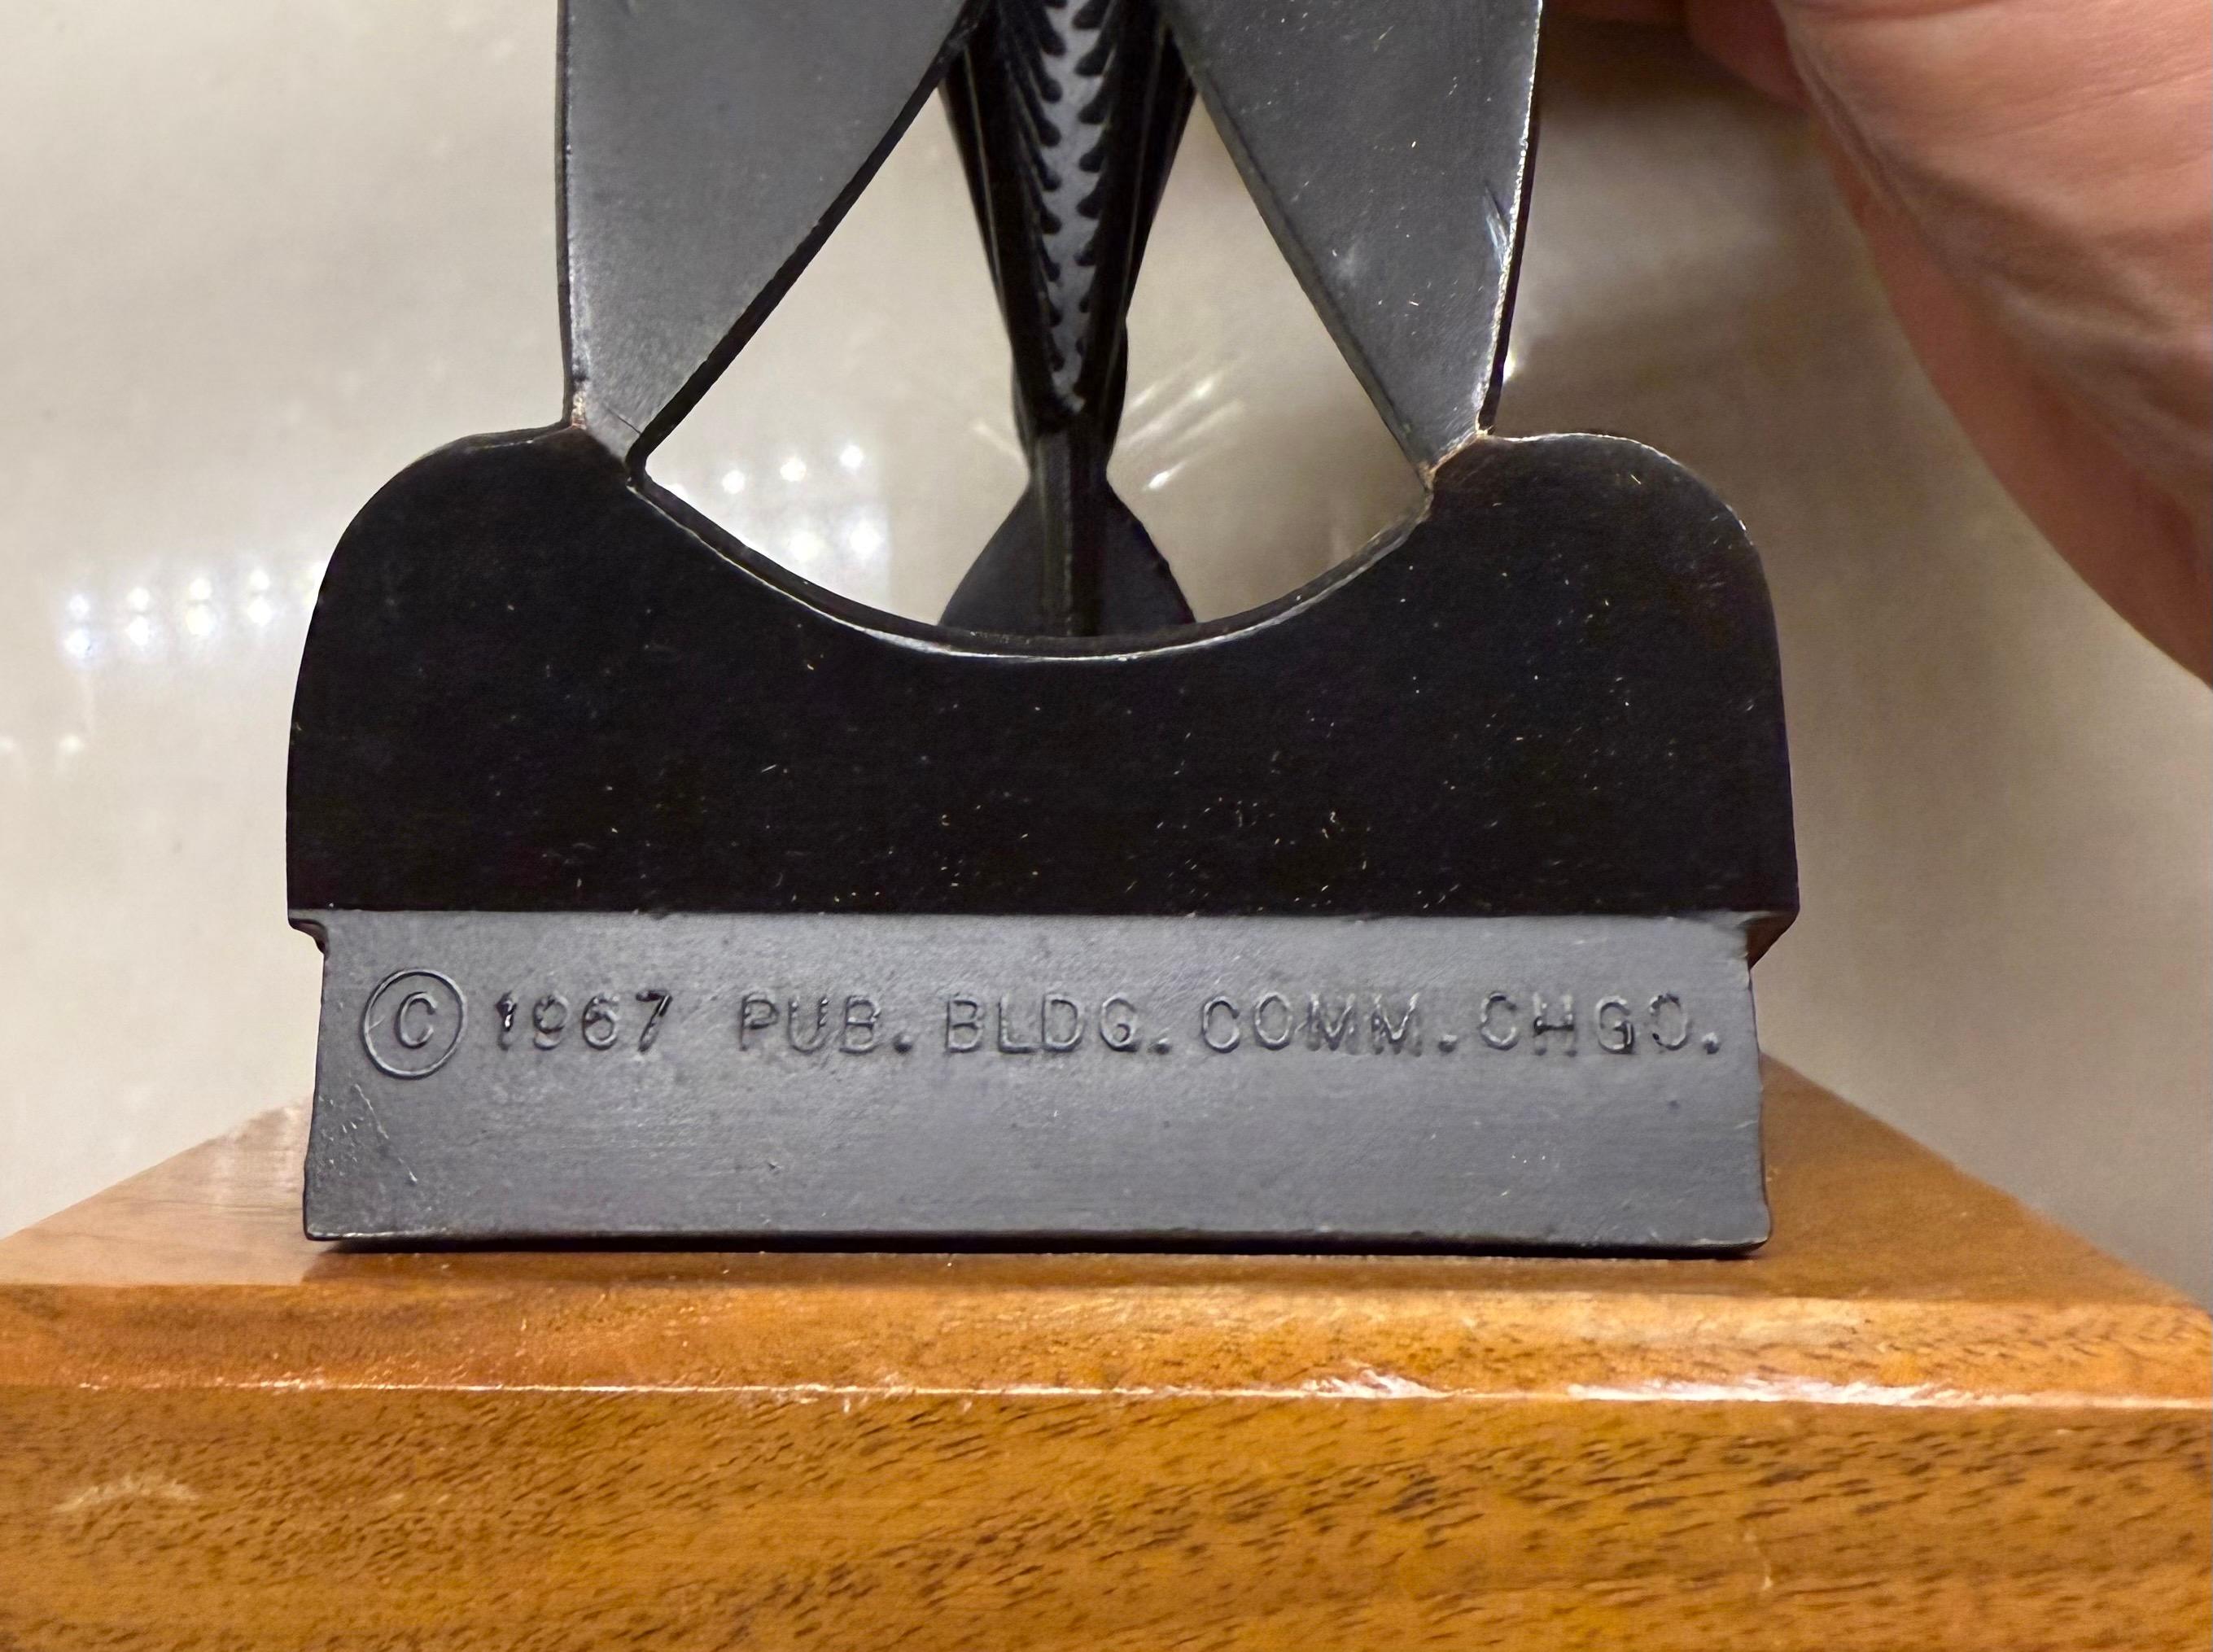 © 1967 PUB. BLDG. COMM. CHGO.